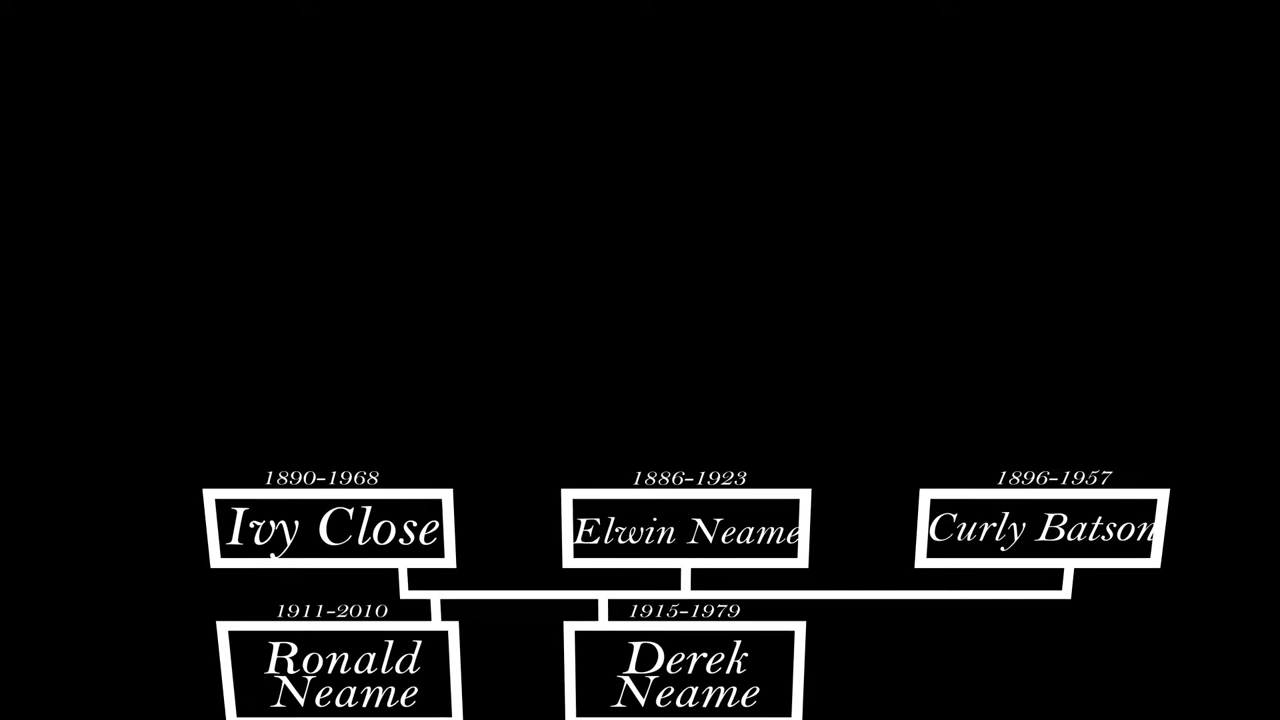 1890-1968
1886-1923
1896-1957
Ivy Close
Elwin Neame
Curly Batson
1911-2010
1915-1979
Ronald
Neame
Derek
Neame